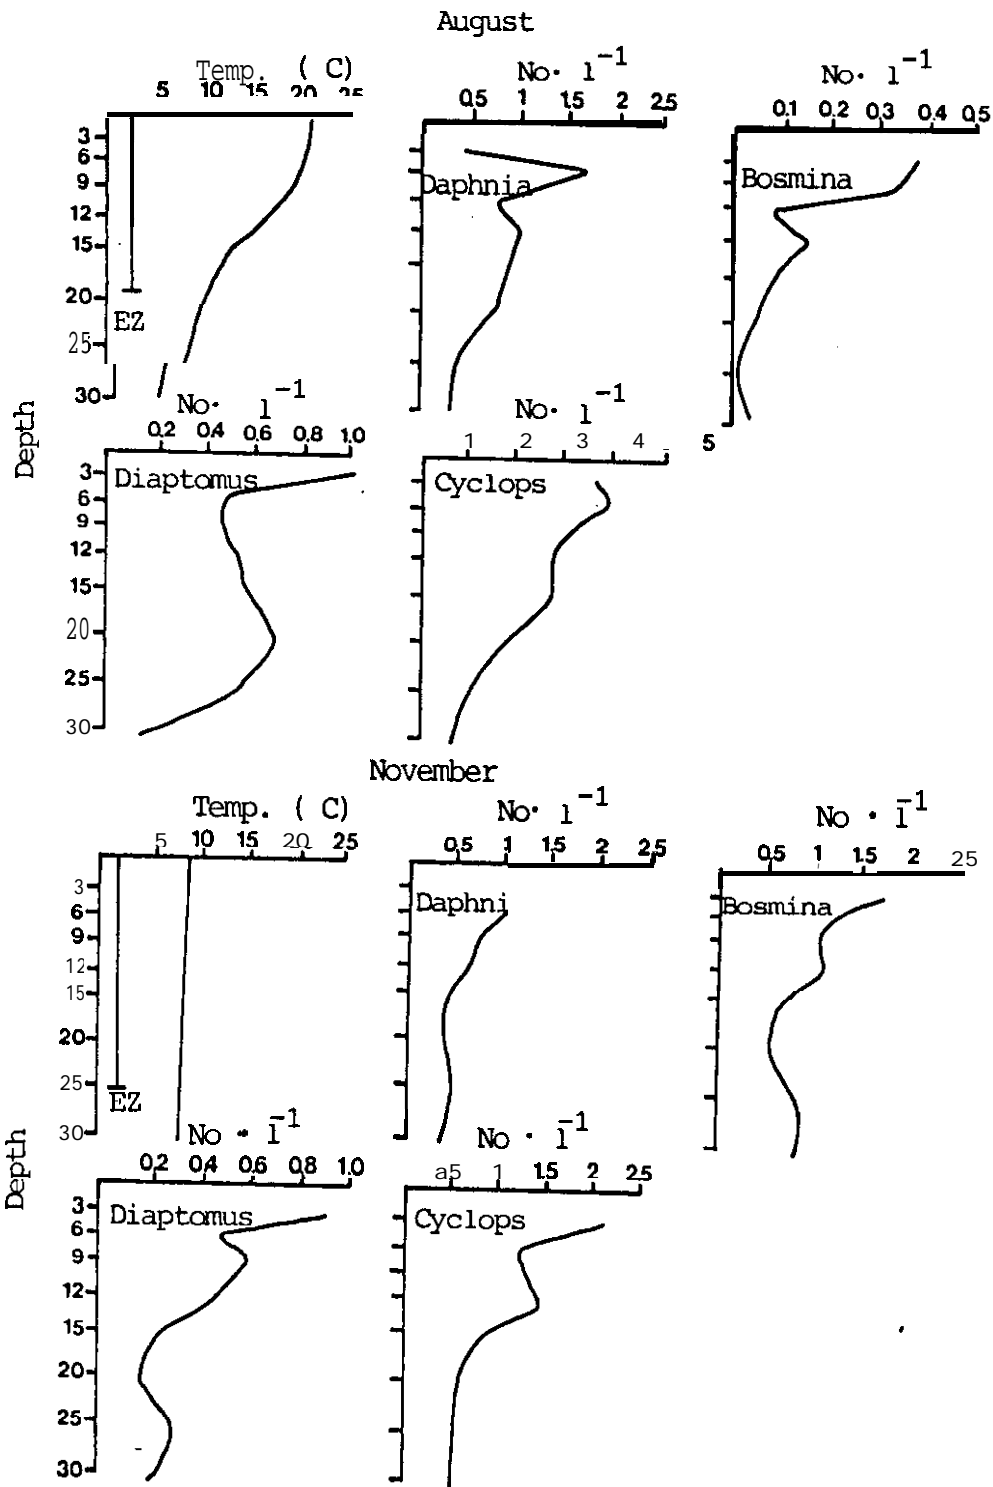 August
Temp. ( C)
5 10 15 20 25
3
6
9
12
15
20
25
30
EZ
No· l⁻¹
0.5 1 1.5 2 2.5
Daphnia
No· l⁻¹
0.1 0.2 0.3 0.4 0.5
Bosmina
5
Depth
No· l⁻¹
0.2 0.4 0.6 0.8 1.0
Diaptomus
3
6
9
12
15
20
25
30
No· l⁻¹
1 2 3 4
Cyclops
November
Temp. ( C)
5 10 15 20 25
3
6
9
12
15
20
25
30
EZ
No· l⁻¹
0.5 1 1.5 2 2.5
Daphni
No · l⁻¹
0.5 1 1.5 2 25
Bosmina
Depth
No · l⁻¹
0.2 0.4 0.6 0.8 1.0
Diaptomus
3
6
9
12
15
20
25
30
No · l⁻¹
a5 1 1.5 2 2.5
Cyclops